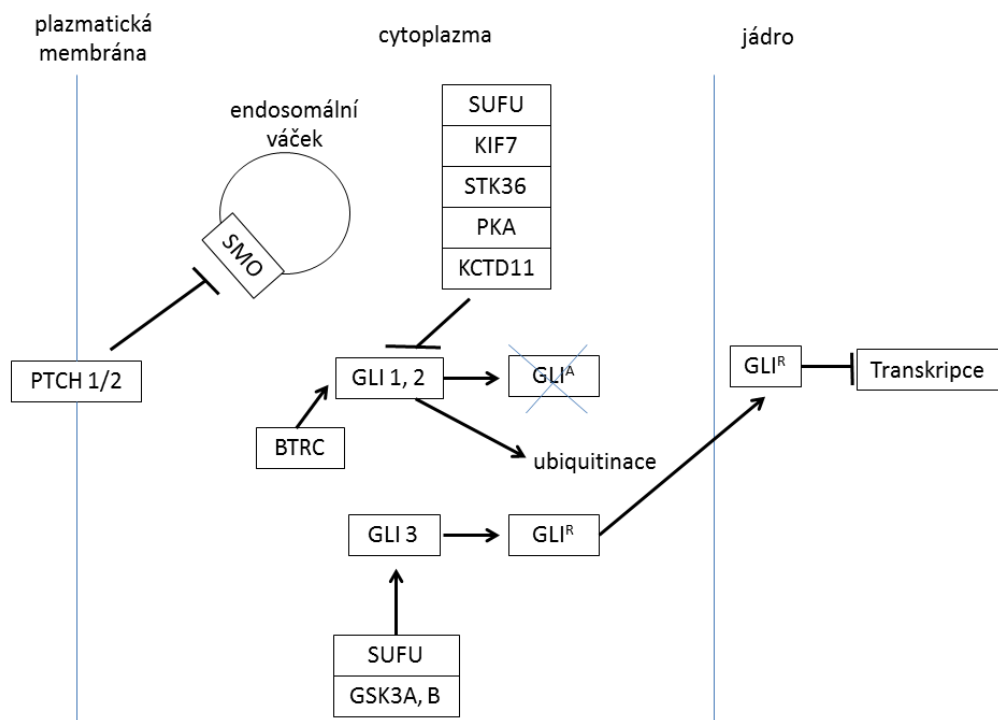 plazmatická
membrána
cytoplazma
jádro
endosomální
váček
SMO
SUFU
KIF7
STK36
PKA
KCTD11
PTCH 1/2
GLI 1, 2
GLIᴬ
BTRC
ubiquitinace
GLI 3
GLIᴿ
GLIᴿ
Transkripce
SUFU
GSK3A, B